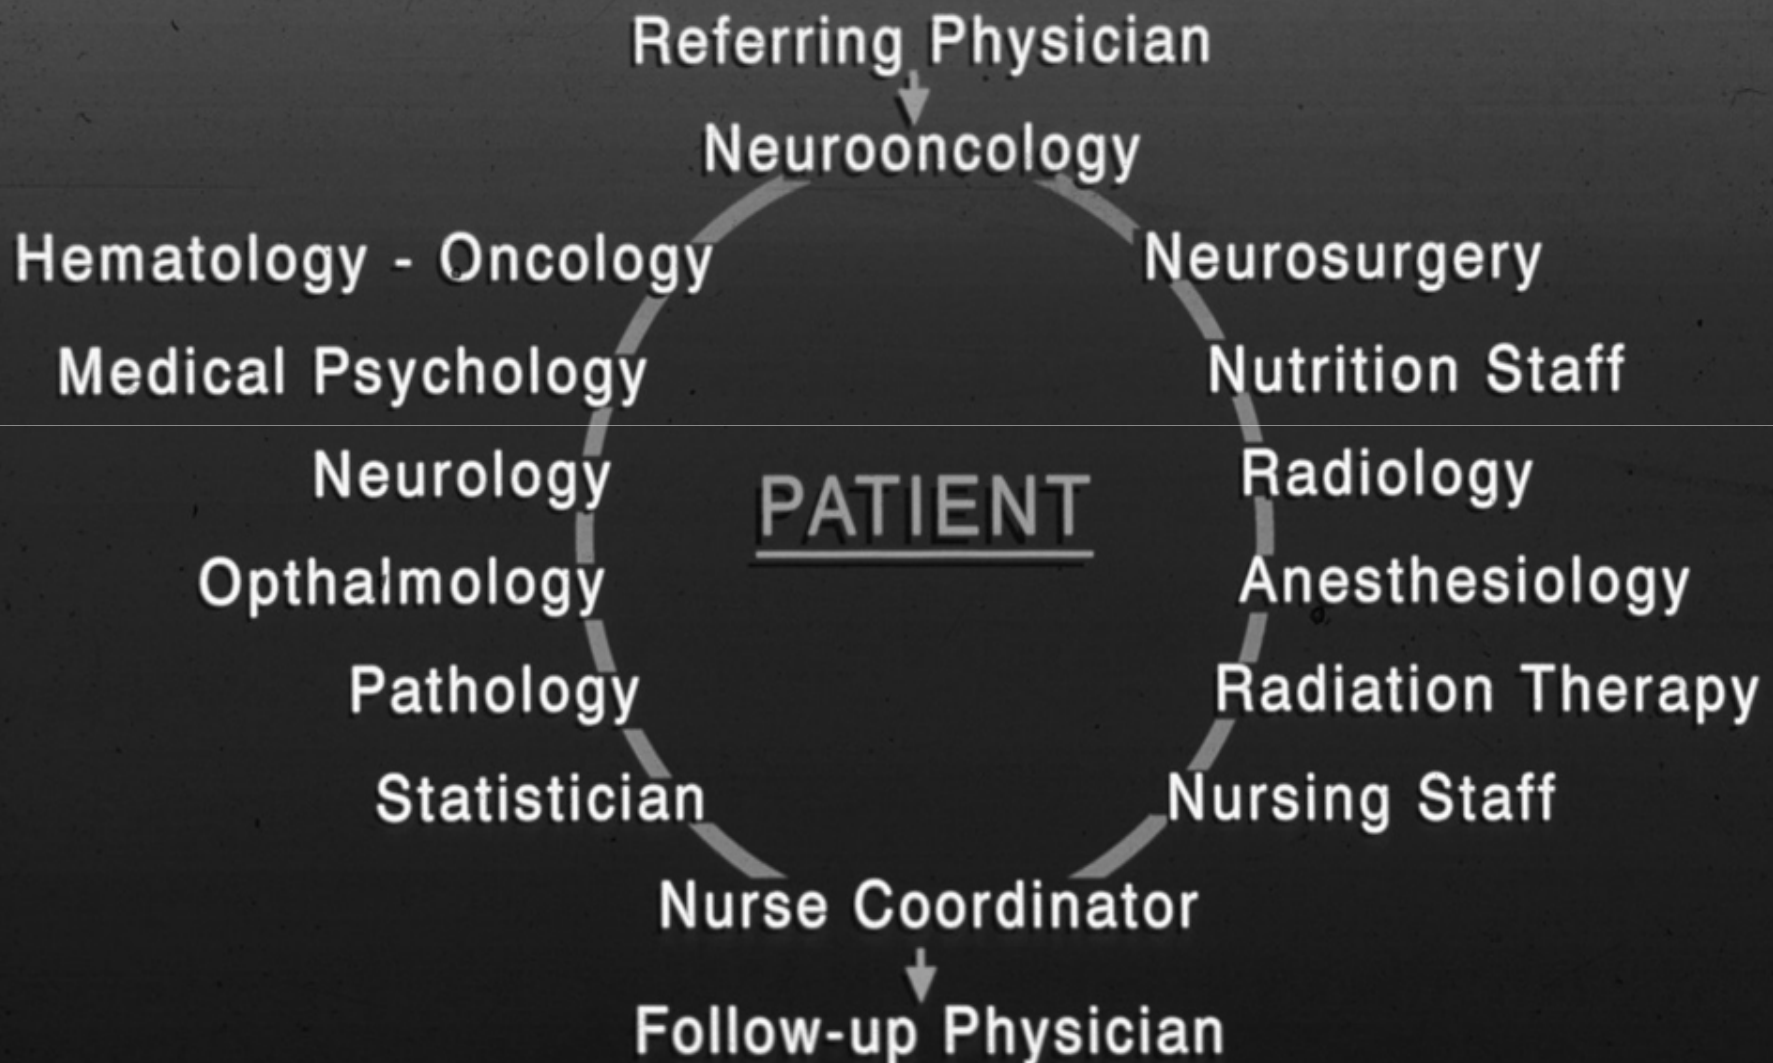 Referring Physician
Neurooncology
Hematology - Oncology
Neurosurgery
Medical Psychology
Nutrition Staff
Neurology
Radiology
PATIENT
Opthalmology
Anesthesiology
Pathology
Radiation Therapy
Statistician
Nursing Staff
Nurse Coordinator
Follow-up Physician